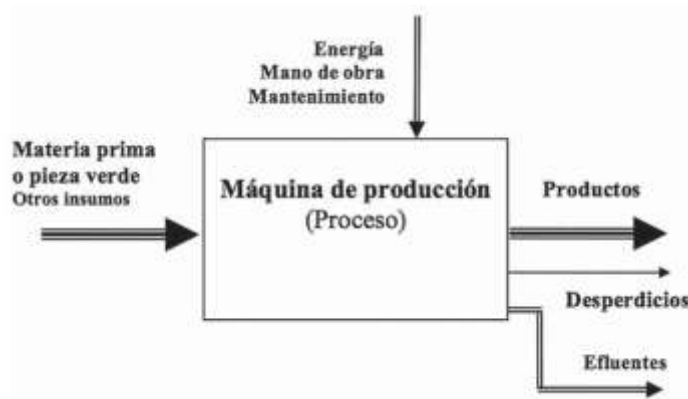 Energía
Mano de obra
Mantenimiento
Materia prima
o pieza verde
Otros insumos
Máquina de producción
(Proceso)
Productos
Desperdicios
Efluentes